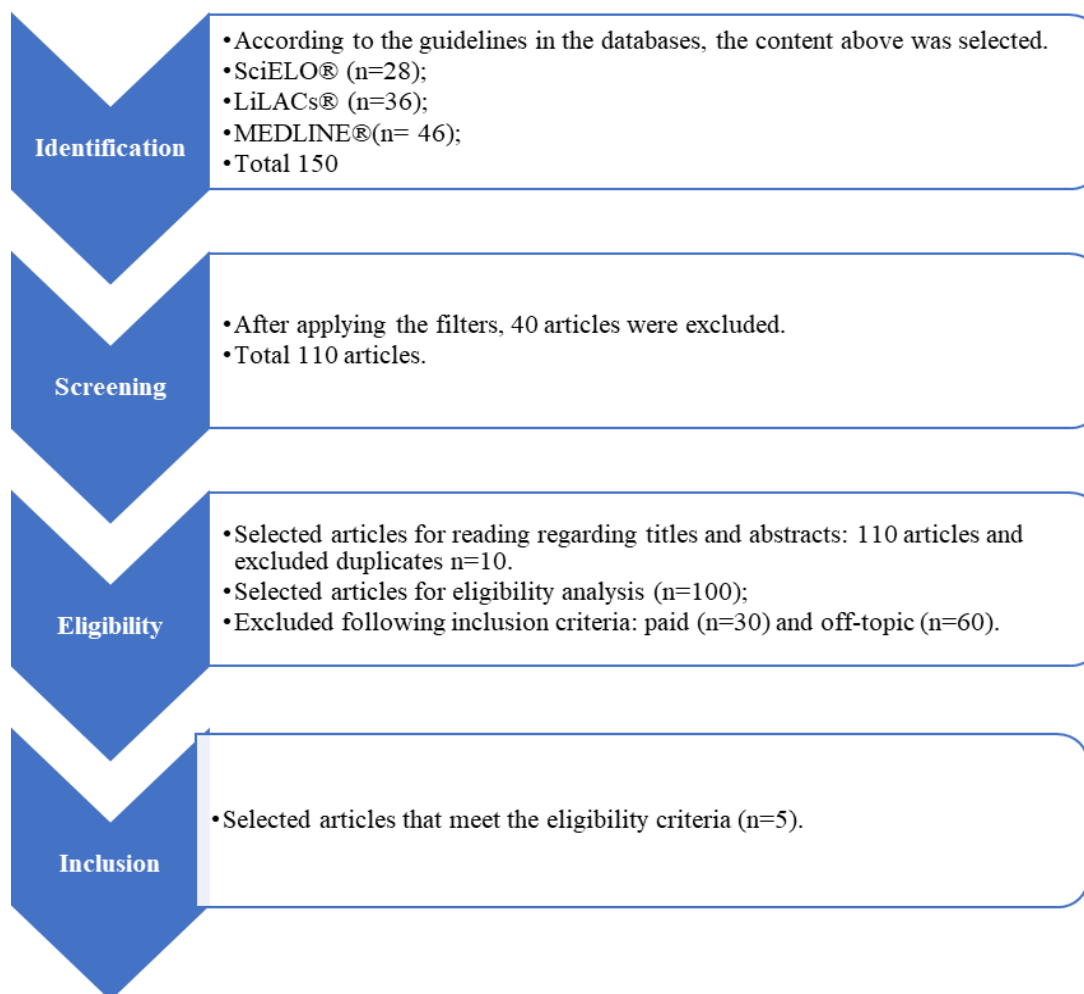 Identification
•According to the guidelines in the databases, the content above was selected.
•SciELO® (n=28);
•LiLACs® (n=36);
•MEDLINE®(n= 46);
•Total 150
Screening
•After applying the filters, 40 articles were excluded.
•Total 110 articles.
Eligibility
•Selected articles for reading regarding titles and abstracts: 110 articles and
excluded duplicates n=10.
•Selected articles for eligibility analysis (n=100);
•Excluded following inclusion criteria: paid (n=30) and off-topic (n=60).
Inclusion
•Selected articles that meet the eligibility criteria (n=5).